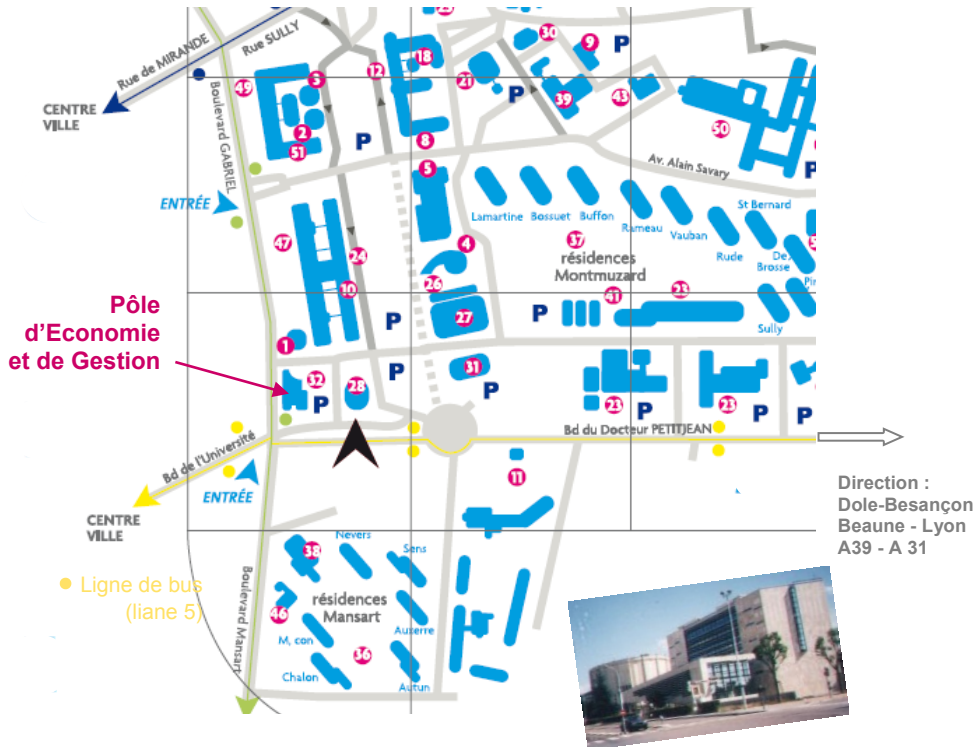 30
18
9
P
Rue de MIRANDE
Rue SULLY
12
3
49
21
P
39
43
CENTRE
VILLE
Boulevard GABRIEL
2
51
P
8
50
5
Av. Alain Savary
ENTRÉE
Lamartine
Bossuet
Buffon
Rameau
Vauban
Rude
St Bernard
De
Brosse
47
24
4
37
résidences
Montmuzard
26
10
41
23
27
P
P
Sully
1
Pôle
d'Economie
et de Gestion
32
28
P
P
31
P
23
P
23
P
P
Bd du Docteur PETITJEAN
Bd de l'Université
ENTRÉE
11
CENTRE
VILLE
Direction :
Dole-Besançon
Beaune - Lyon
A39 - A 31
Nevers
Sens
38
Ligne de bus
(liane 5)
46
résidences
Mansart
Boulevard Mansart
M, con
Auxerre
36
Chalon
Autun